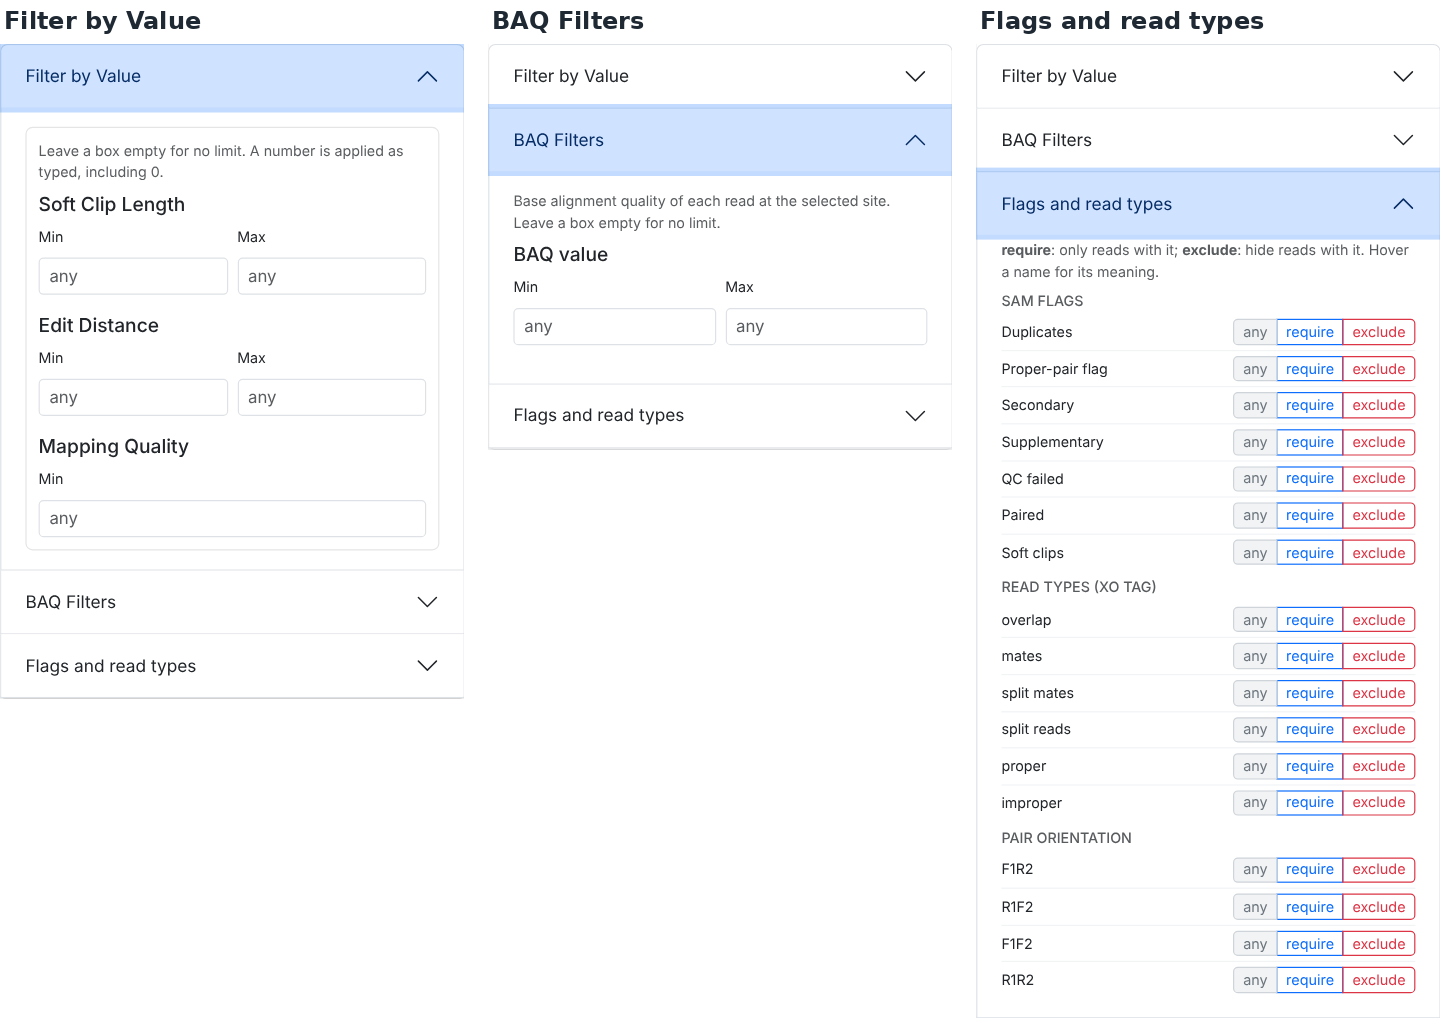 Filter by Value
Filter by Value
Leave a box empty for no limit. A number is applied as
typed, including 0.
Soft Clip Length
Min Max
any any
Edit Distance
Min Max
any any
Mapping Quality
Min
any
BAQ Filters
Flags and read types
BAQ Filters
Filter by Value
BAQ Filters
Base alignment quality of each read at the selected site.
Leave a box empty for no limit.
BAQ value
Min Max
any any
Flags and read types
Flags and read types
Filter by Value
BAQ Filters
Flags and read types
require: only reads with it; exclude: hide reads with it. Hover
a name for its meaning.
SAM FLAGS
Duplicates any require exclude
Proper-pair flag any require exclude
Secondary any require exclude
Supplementary any require exclude
QC failed any require exclude
Paired any require exclude
Soft clips any require exclude
READ TYPES (XO TAG)
overlap any require exclude
mates any require exclude
split mates any require exclude
split reads any require exclude
proper any require exclude
improper any require exclude
PAIR ORIENTATION
F1R2 any require exclude
R1F2 any require exclude
F1F2 any require exclude
R1R2 any require exclude